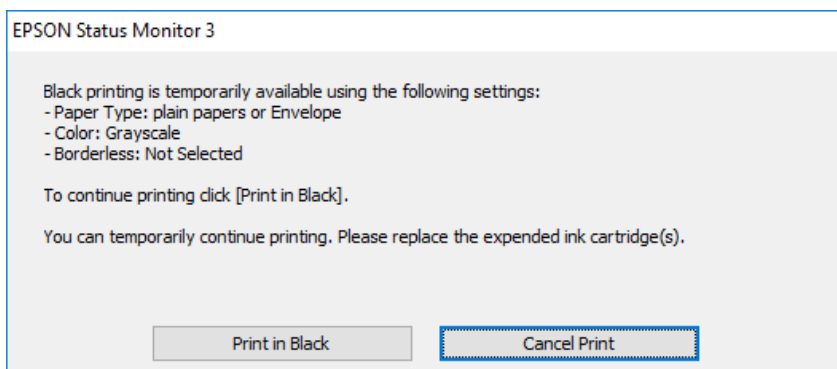 EPSON Status Monitor 3
Black printing is temporarily available using the following settings:
- Paper Type: plain papers or Envelope
- Color: Grayscale
- Borderless: Not Selected
To continue printing click [Print in Black].
You can temporarily continue printing. Please replace the expended ink cartridge(s).
Print in Black
Cancel Print